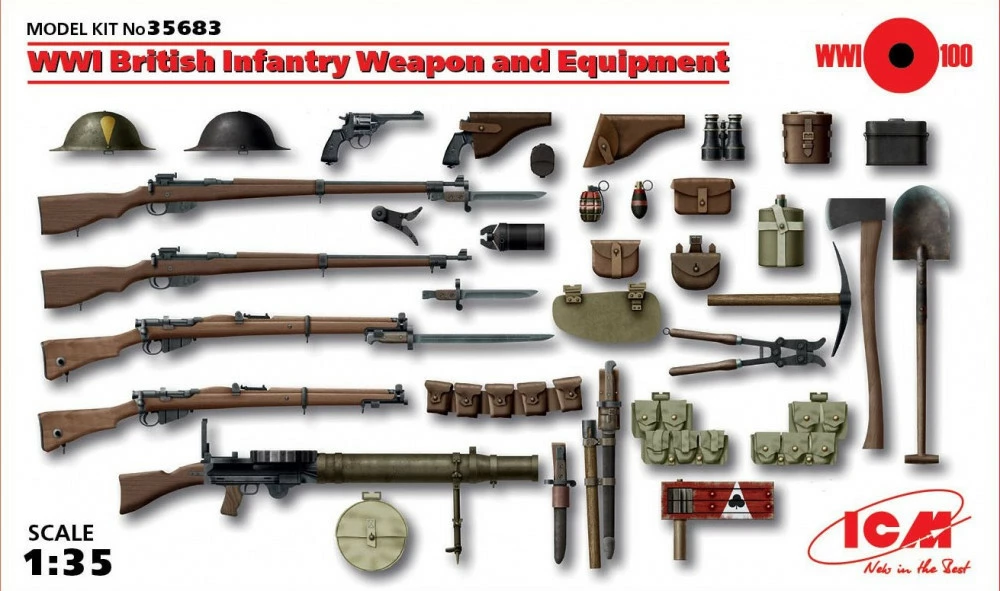 MODEL KIT No35683
WWI British Infantry Weapon and Equipment
WWI 100
SCALE
1:35
ICM
New in the Best